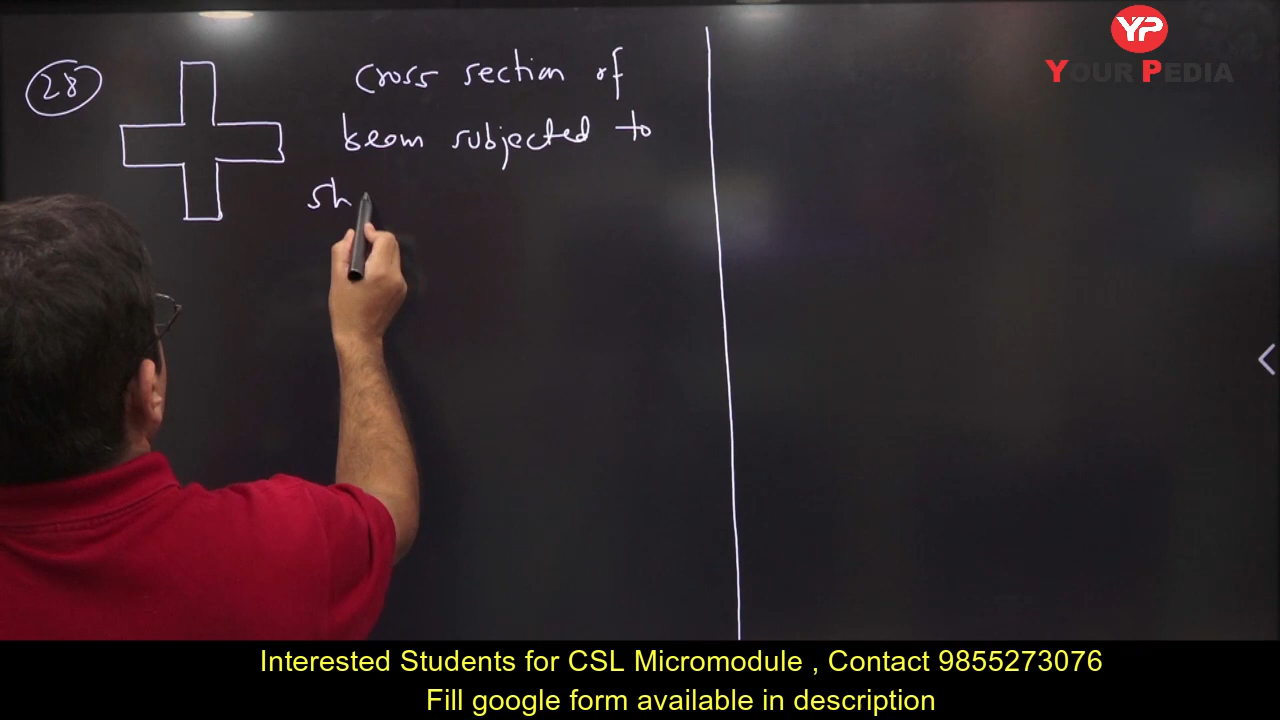 28
Cross section of
beam subjected to
sh
YP
YOUR PEDIA
Interested Students for CSL Micromodule , Contact 9855273076
Fill google form available in description